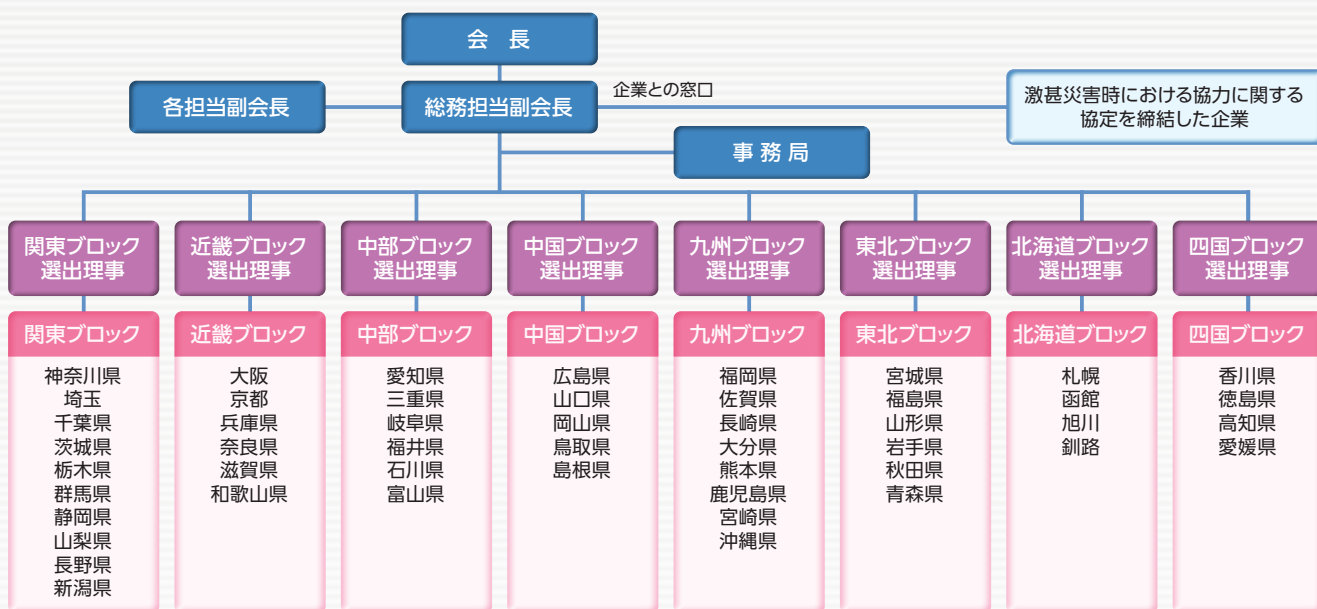 会　長
各担当副会長
総務担当副会長
企業との窓口
激甚災害時における協力に関する
協定を締結した企業
事 務 局
関東ブロック
選出理事
近畿ブロック
選出理事
中部ブロック
選出理事
中国ブロック
選出理事
九州ブロック
選出理事
東北ブロック
選出理事
北海道ブロック
選出理事
四国ブロック
選出理事
関東ブロック
神奈川県
埼玉
千葉県
茨城県
栃木県
群馬県
静岡県
山梨県
長野県
新潟県
近畿ブロック
大阪
京都
兵庫県
奈良県
滋賀県
和歌山県
中部ブロック
愛知県
三重県
岐阜県
福井県
石川県
富山県
中国ブロック
広島県
山口県
岡山県
鳥取県
島根県
九州ブロック
福岡県
佐賀県
長崎県
大分県
熊本県
鹿児島県
宮崎県
沖縄県
東北ブロック
宮城県
福島県
山形県
岩手県
秋田県
青森県
北海道ブロック
札幌
函館
旭川
釧路
四国ブロック
香川県
徳島県
高知県
愛媛県